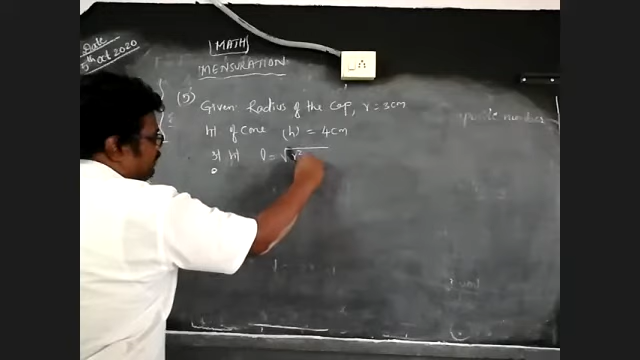 Date
5th Oct 2020
MATH
MENSURATION
(5) Given: Radius of the Cap, r = 3cm
ht of Cone (h) = 4cm
Sl ht l = √r²